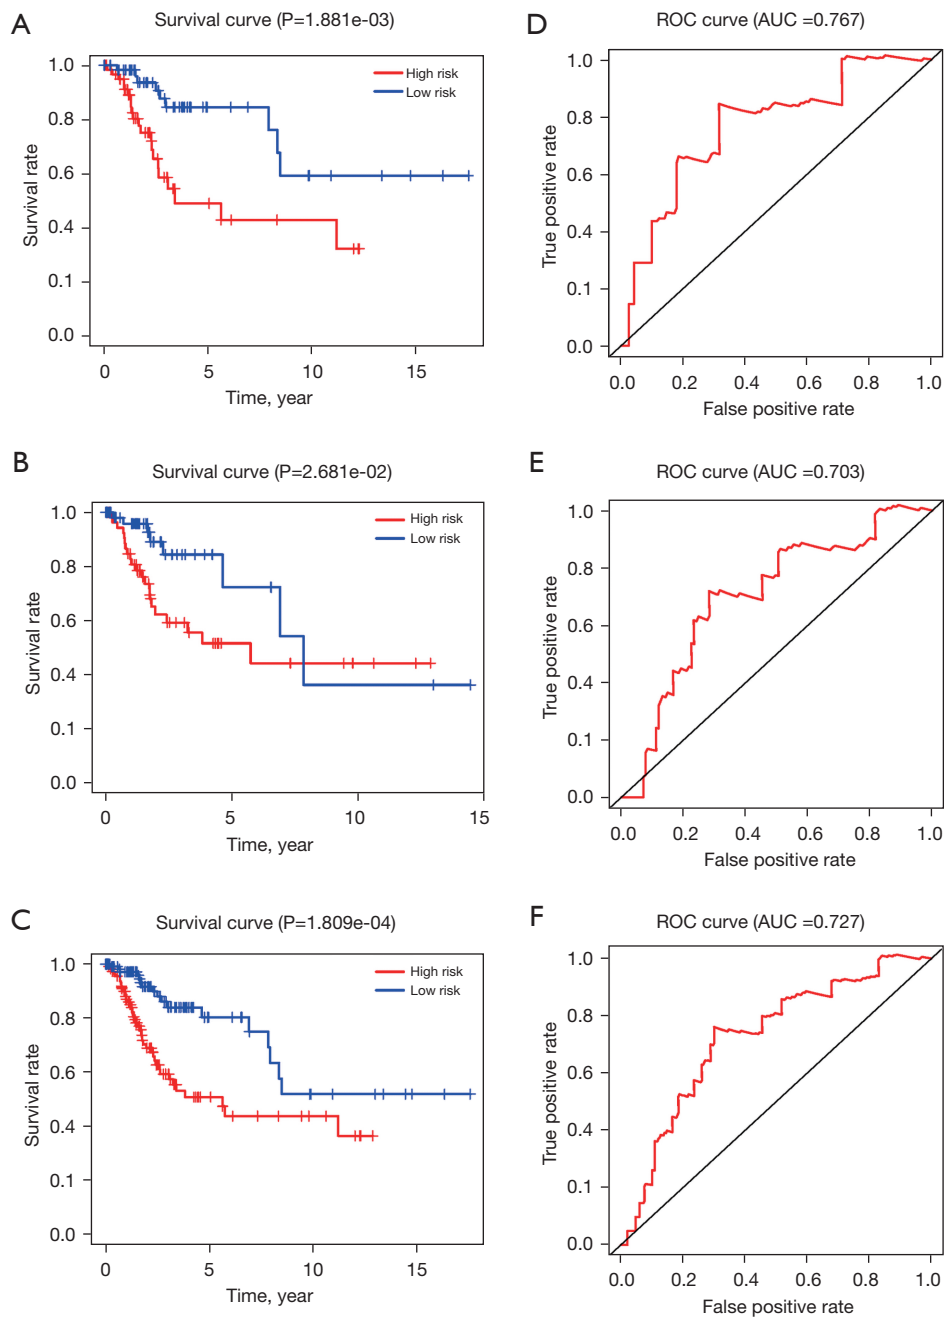 A
Survival curve (P=1.881e-03)
1.0
0.8
0.6
0.4
0.1
0.0
Survival rate
High risk
Low risk
0
5
10
15
Time, year
D
ROC curve (AUC =0.767)
1.0
0.8
0.6
0.4
0.1
0.0
True positive rate
0.0
0.2
0.4
0.6
0.8
1.0
False positive rate
B
Survival curve (P=2.681e-02)
1.0
0.8
0.6
0.4
0.1
0.0
Survival rate
High risk
Low risk
0
5
10
15
Time, year
E
ROC curve (AUC =0.703)
1.0
0.8
0.6
0.4
0.1
0.0
True positive rate
0.0
0.2
0.4
0.6
0.8
1.0
False positive rate
C
Survival curve (P=1.809e-04)
1.0
0.8
0.6
0.4
0.1
0.0
Survival rate
High risk
Low risk
0
5
10
15
Time, year
F
ROC curve (AUC =0.727)
1.0
0.8
0.6
0.4
0.1
0.0
True positive rate
0.0
0.2
0.4
0.6
0.8
1.0
False positive rate